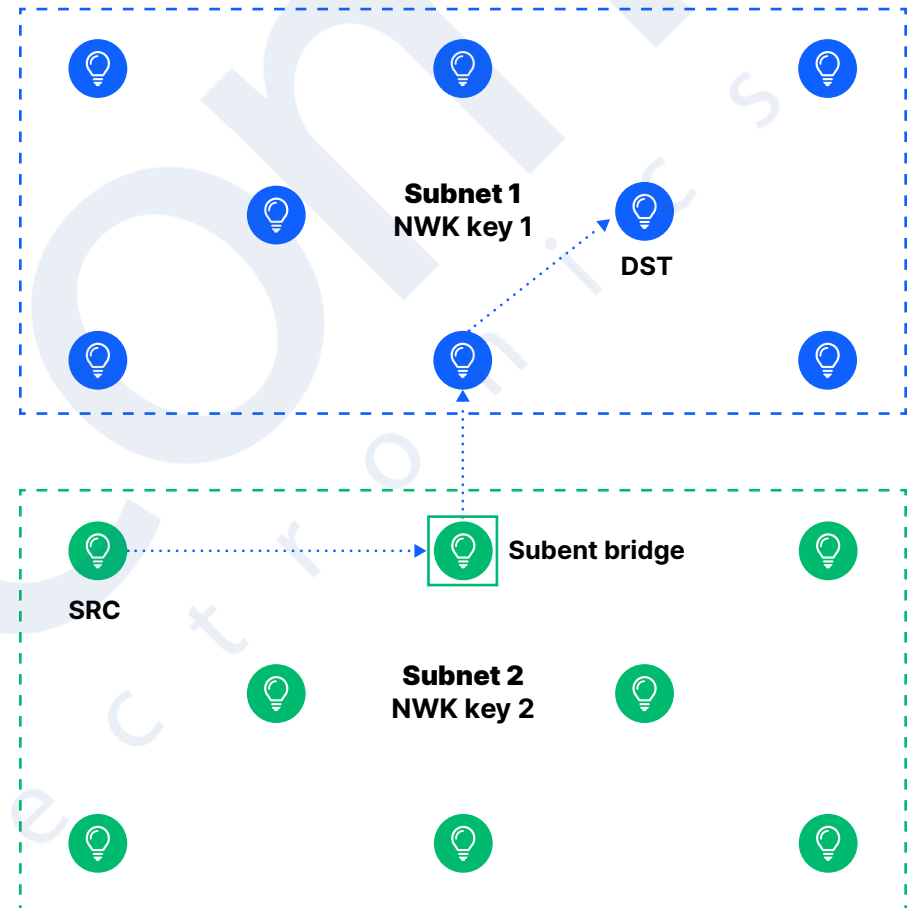 Subnet 1
NWK key 1
DST
Subent bridge
SRC
Subnet 2
NWK key 2